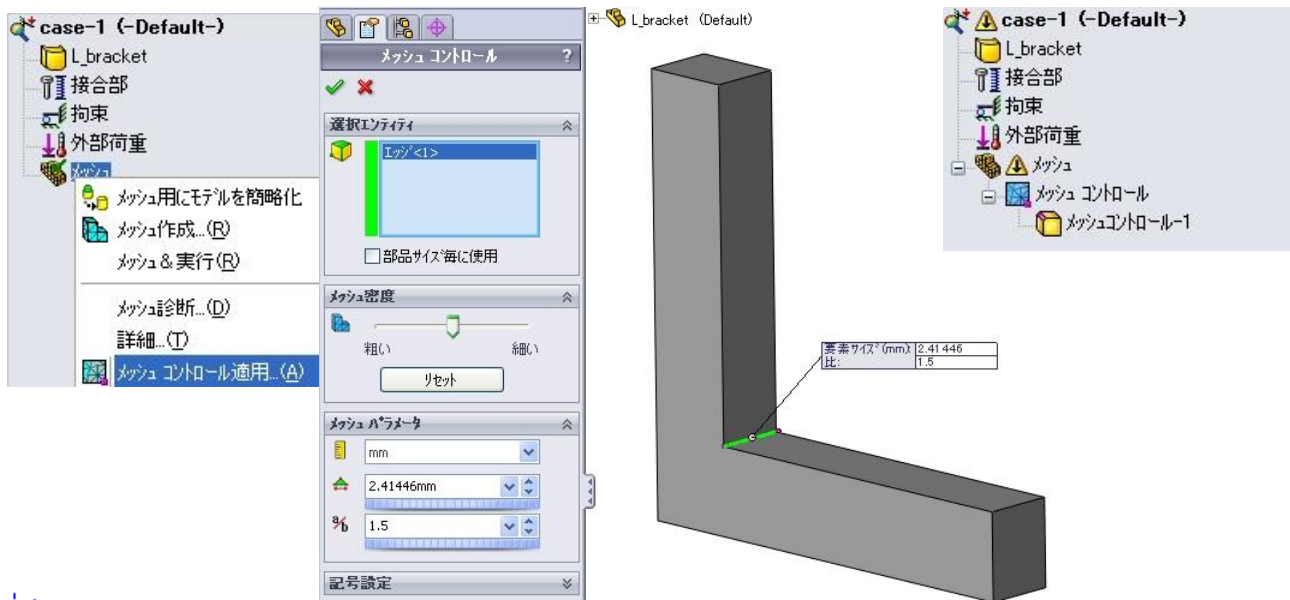 case-1 (-Default-)
L_bracket
接合部
拘束
外部荷重
メッシュ
メッシュ用にモデルを簡略化
メッシュ作成...(R)
メッシュ&実行(R)
メッシュ診断...(D)
詳細...(T)
メッシュ コントロール適用...(A)
メッシュ コントロール ?
選択エンティティ
エッジ<1>
部品サイズ毎に使用
メッシュ密度
粗い 細い
リセット
メッシュ パラメータ
mm
2.41446mm
a/b 1.5
記号設定
L_bracket (Default)
要素サイズ(mm): 2.41446
比: 1.5
case-1 (-Default-)
L_bracket
接合部
拘束
外部荷重
メッシュ
メッシュ コントロール
メッシュコントロール-1